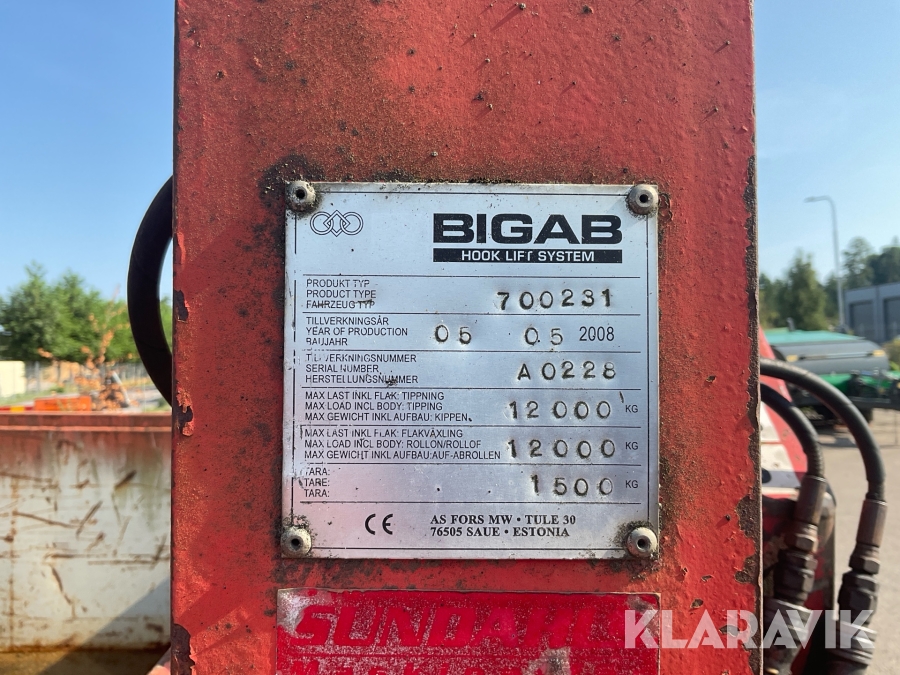 BIGAB
HOOK LIFT SYSTEM
PRODUKT TYP
PRODUCT TYPE
FAHRZEUG TYP
700231
TILLVERKNINGSÅR
YEAR OF PRODUCTION
BAUJAHR
05 05 2008
TILLVERKNINGSNUMMER
SERIAL NUMBER
HERSTELLUNGSNUMMER
A0228
MAX LAST INKL FLAK: TIPPNING
MAX LOAD INCL BODY: TIPPING
MAX GEWICHT INKL AUFBAU: KIPPEN
12000 KG
MAX LAST INKL FLAK: FLAKVÄXLING
MAX LOAD INCL BODY: ROLLON/ROLLOF
MAX GEWICHT INKL AUFBAU:AUF-ABROLLEN
12000 KG
TARA:
TARE:
TARA:
1500 KG
CE
AS FORS MW • TULE 30
76505 SAUE • ESTONIA
SUNDAHL
KLARAVIK